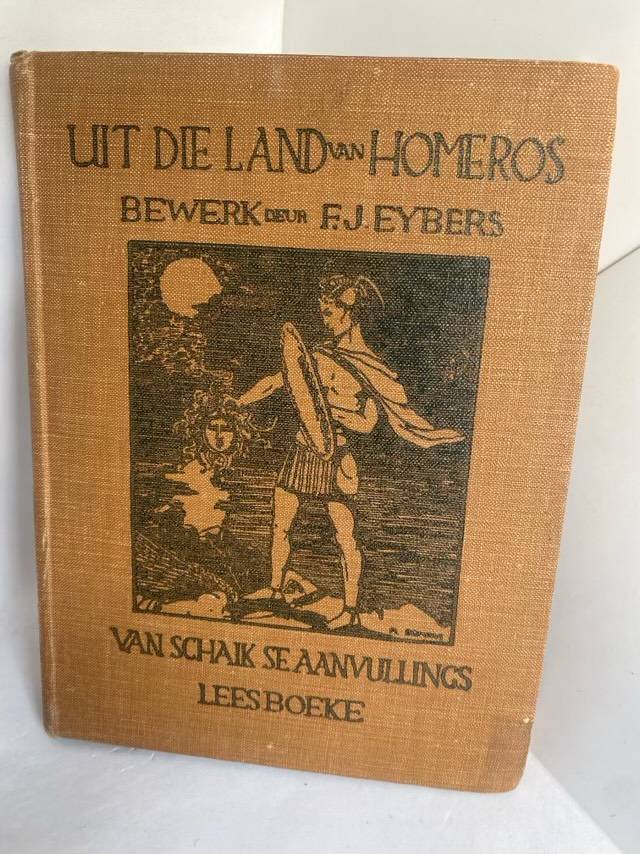 UIT DIE LAND VAN HOMEROS
BEWERK DEUR F.J. EYBERS
VAN SCHAIK SE AANVULLINGS
LEESBOEKE